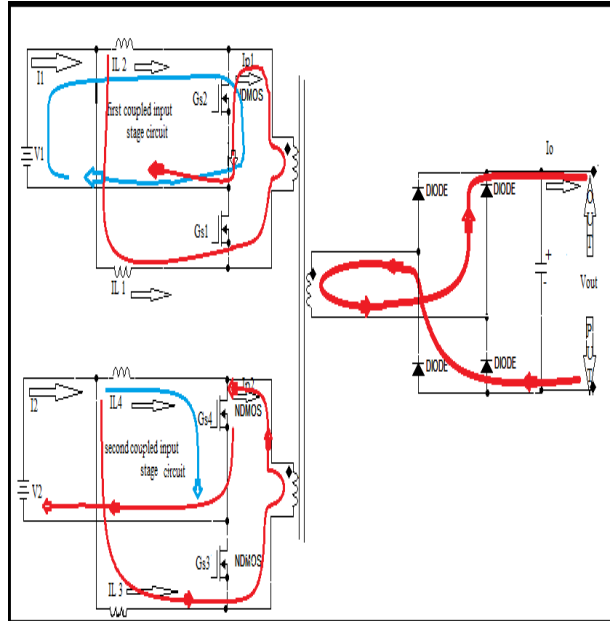 IL 2
Ip1
I1
Gs2
NDMOS
first coupled input
stage circuit
V1
Gs1
IL 1
Io
DIODE
DIODE
O
U
T
+
-
Vout
P
U
T
DIODE
DIODE
I2
IL4
Ip2
NDMOS
Gs4
second coupled input
stage circuit
V2
Gs3
NDMOS
IL 3